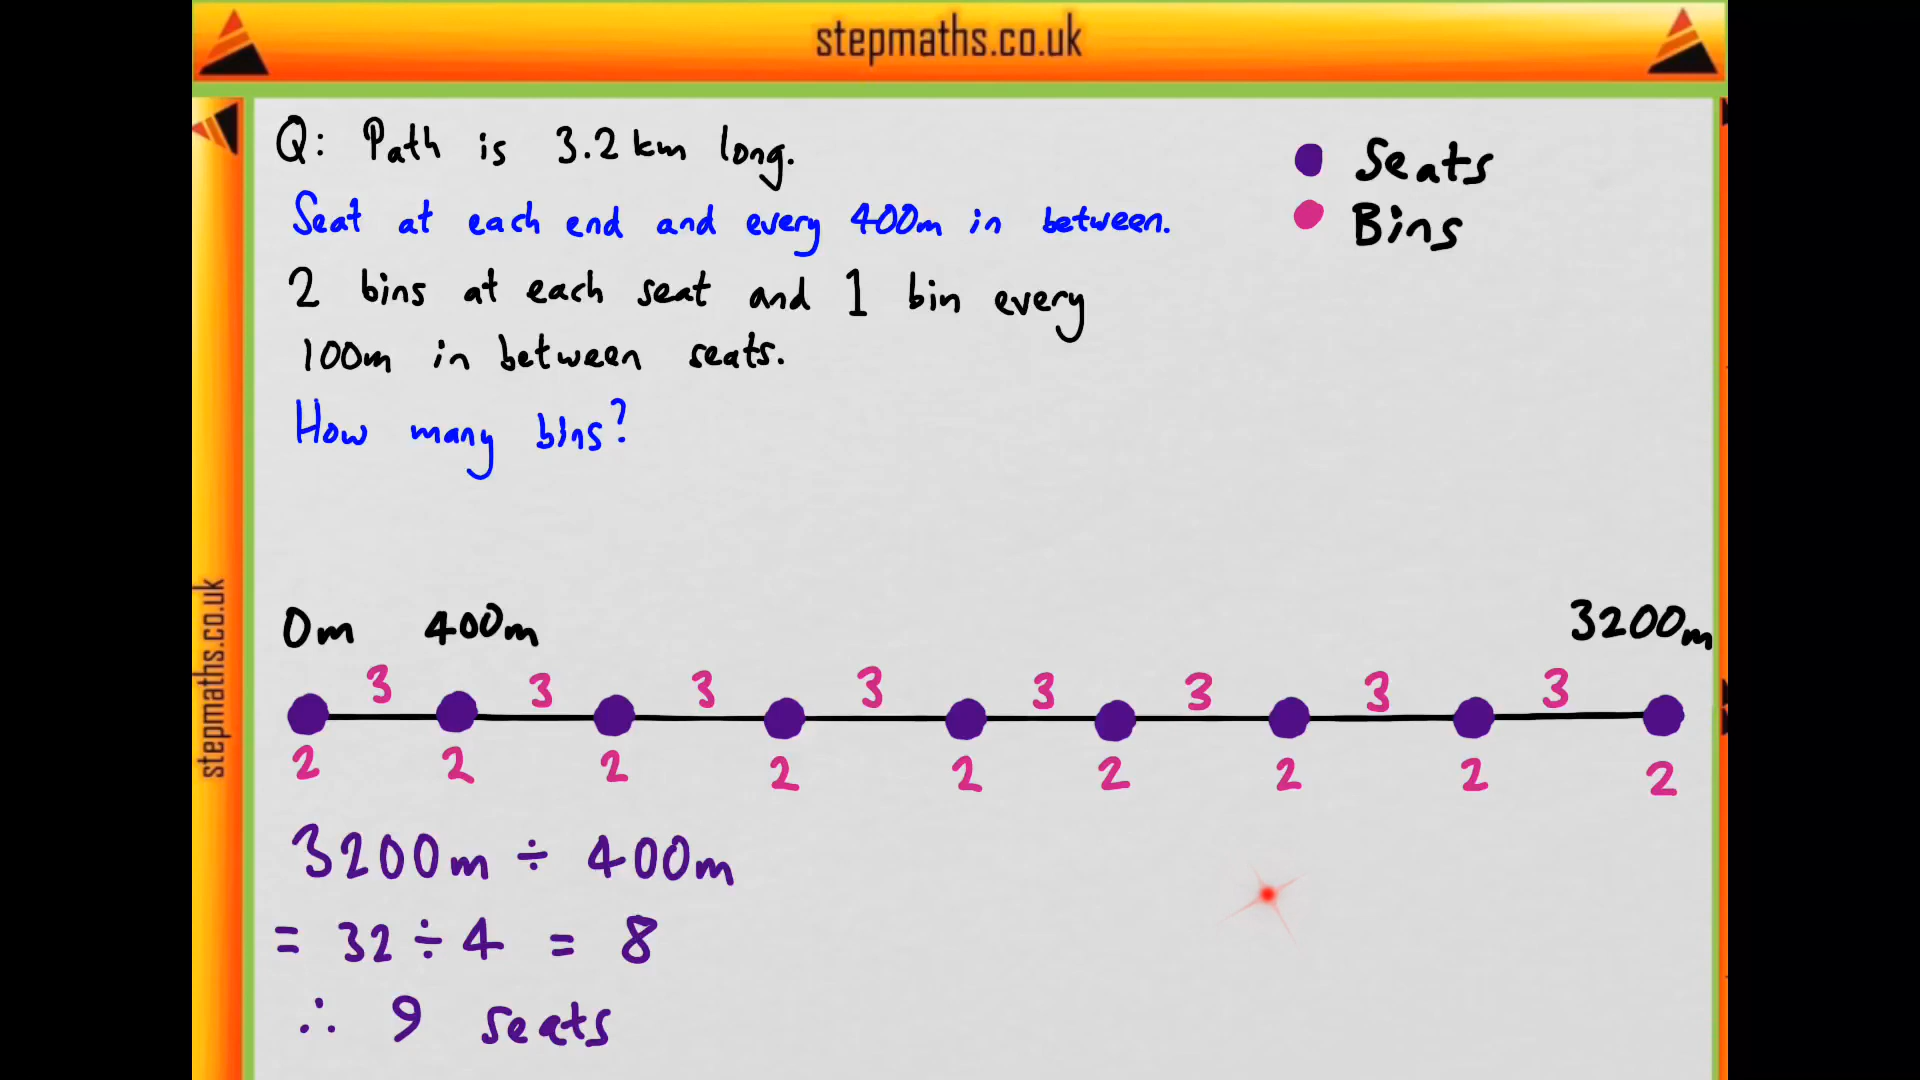 stepmaths.co.uk
Q: Path is 3.2km long.
Seat at each end and every 400m in between.
2 bins at each seat and 1 bin every
100m in between seats.
How many bins?
Seats
Bins
stepmaths.co.uk
0m 400m 3200m
3 3 3 3 3 3 3 3
2 2 2 2 2 2 2 2 2
3200m ÷ 400m
= 32 ÷ 4 = 8
∴ 9 seats